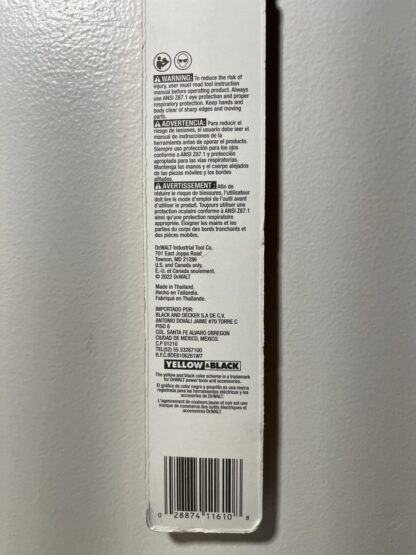 WARNING: To reduce the risk of
injury, user must read tool instruction
manual before operating product. Always
use ANSI Z87.1 eye protection and proper
respiratory protection. Keep hands and
body clear of sharp edges and moving
parts.
ADVERTENCIA: Para reducir el
riesgo de lesiones, el usuario debe leer el
manual de instrucciones de la
herramienta antes de operar el producto.
Siempre use protección para los ojos
conforme a ANSI Z87.1 y protección
apropiada para las vías respiratorias.
Mantenga las manos y el cuerpo alejados
de las piezas móviles y los bordes
afilados.
AVERTISSEMENT : Afin de
réduire le risque de blessures, l'utilisateur
doit lire le mode d'emploi de l'outil avant
d'utiliser le produit. Toujours utiliser une
protection oculaire conforme à ANSI Z87.1
ainsi qu'une protection respiratoire
appropriée. Éloigner les mains et les
parties du corps des bords tranchants et
des pièces mobiles.
DEWALT Industrial Tool Co.
701 East Joppa Road
Towson, MD 21286
U.S. and Canada only,
E.-U. et Canada seulement.
© 2022 DEWALT
Made in Thailand.
Hecho en Tailandia.
Fabriqué en Thaïlande.
IMPORTADO POR:
BLACK AND DECKER S.A DE C.V.
ANTONIO DOVALI JAIME #70 TORRE C
PISO 8
COL. SANTA FE ALVARO OBREGON
CIUDAD DE MEXICO, MEXICO.
C.P 01210
TEL(52) 55 53267100
R.F.C.BDE8106261W7
YELLOW & BLACK
The yellow and black color scheme is a trademark
for DEWALT power tools and accessories.
El gráfico de color negro y amarillo es una marca
registrada para las herramientas eléctricas y los
accesorios de DEWALT.
L'agencement de couleurs jaune et noir est une
marque de commerce des outils électriques et
accessoires DEWALT.
0 28874 11610 8